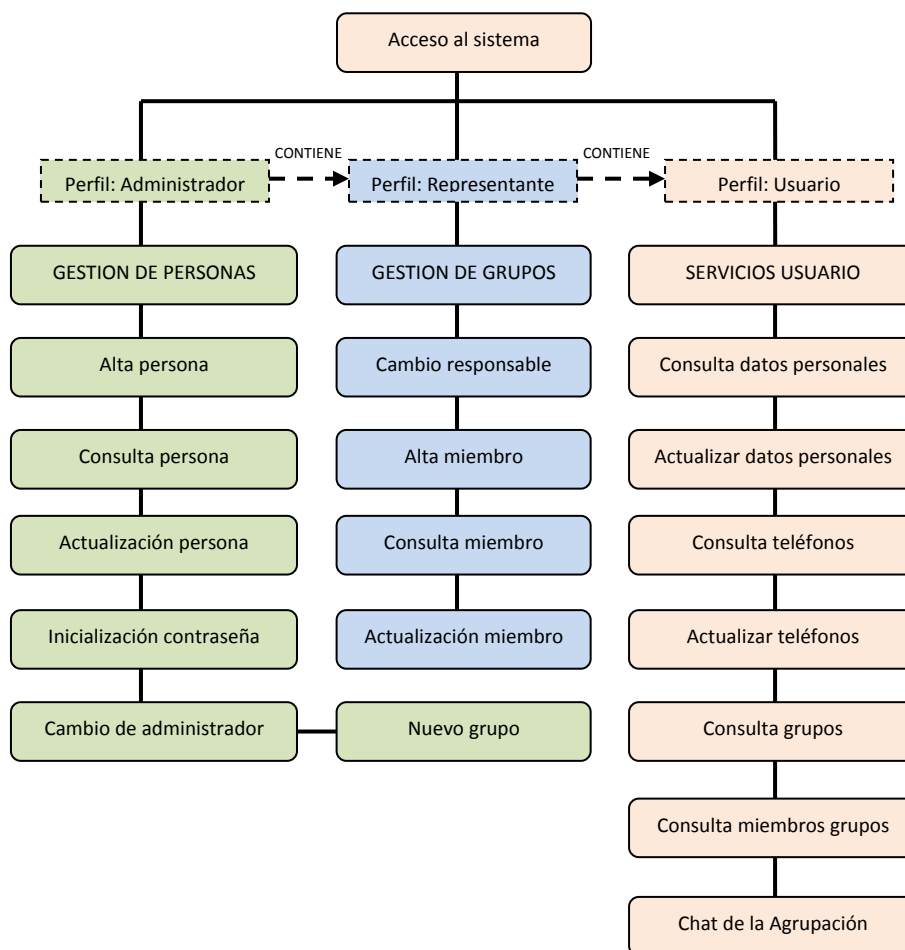 Acceso al sistema
CONTIENE
CONTIENE
Perfil: Administrador
Perfil: Representante
Perfil: Usuario
GESTION DE PERSONAS
GESTION DE GRUPOS
SERVICIOS USUARIO
Alta persona
Cambio responsable
Consulta datos personales
Consulta persona
Alta miembro
Actualizar datos personales
Actualización persona
Consulta miembro
Consulta teléfonos
Inicialización contraseña
Actualización miembro
Actualizar teléfonos
Cambio de administrador
Nuevo grupo
Consulta grupos
Consulta miembros grupos
Chat de la Agrupación